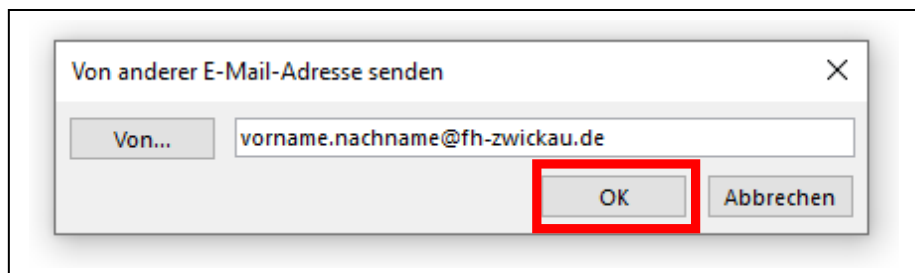 Von anderer E-Mail-Adresse senden
Von... vorname.nachname@fh-zwickau.de
OK Abbrechen